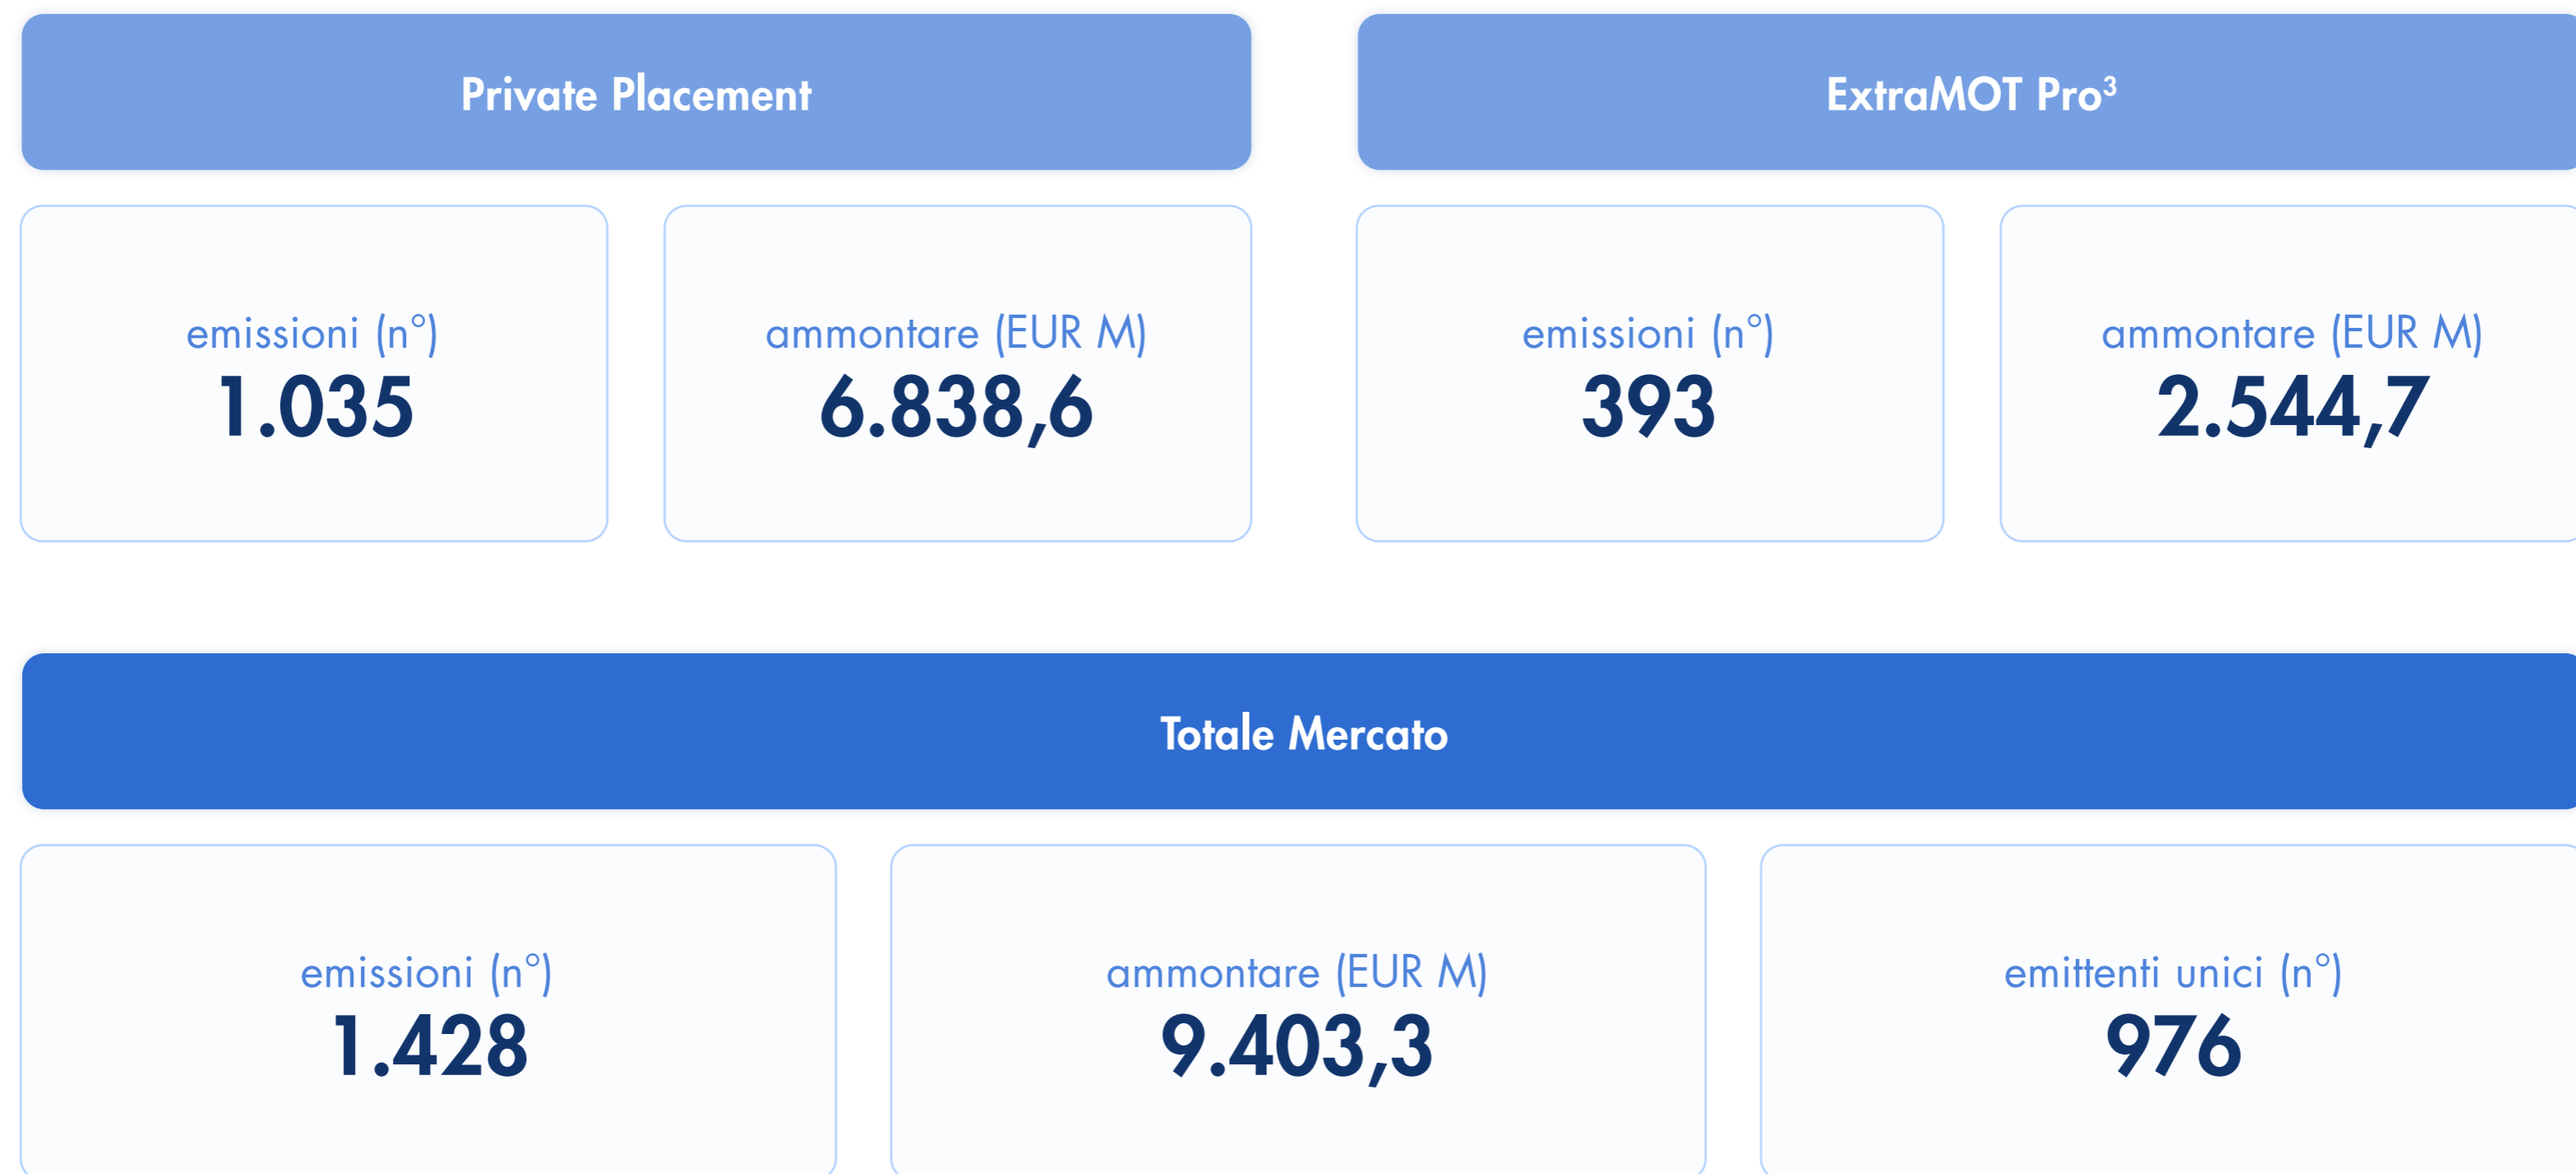 Private Placement
ExtraMOT Pro³
emissioni (n°)
1.035
ammontare (EUR M)
6.838,6
emissioni (n°)
393
ammontare (EUR M)
2.544,7
Totale Mercato
emissioni (n°)
1.428
ammontare (EUR M)
9.403,3
emittenti unici (n°)
976